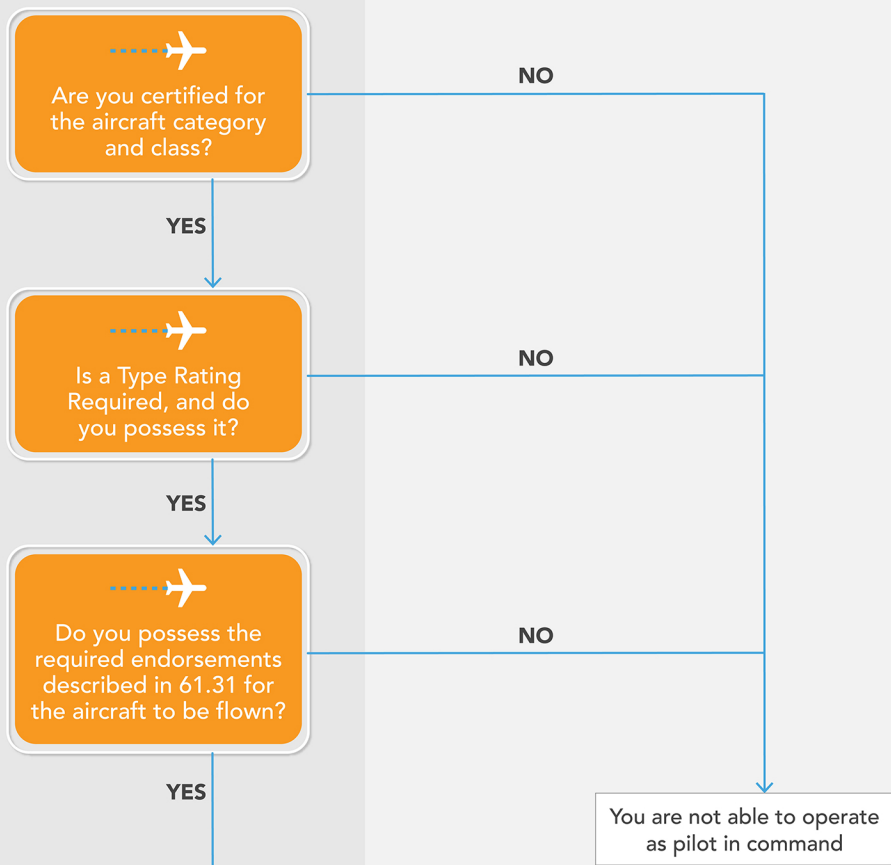 Are you certified for
the aircraft category
and class?
NO
YES
Is a Type Rating
Required, and do
you possess it?
NO
YES
Do you possess the
required endorsements
described in 61.31 for
the aircraft to be flown?
NO
YES
You are not able to operate
as pilot in command